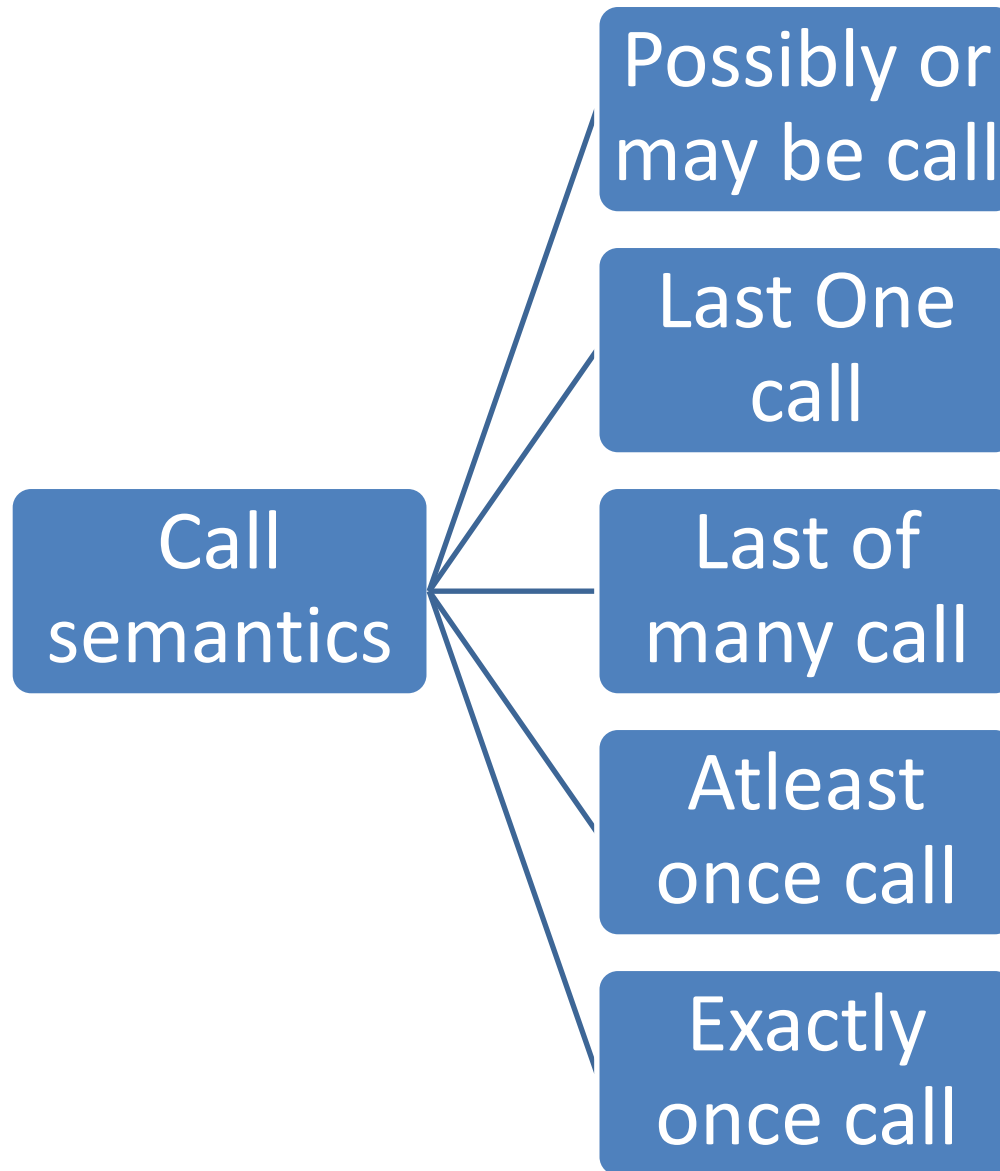 Possibly or
may be call
Last One
call
Call
semantics
Last of
many call
Atleast
once call
Exactly
once call